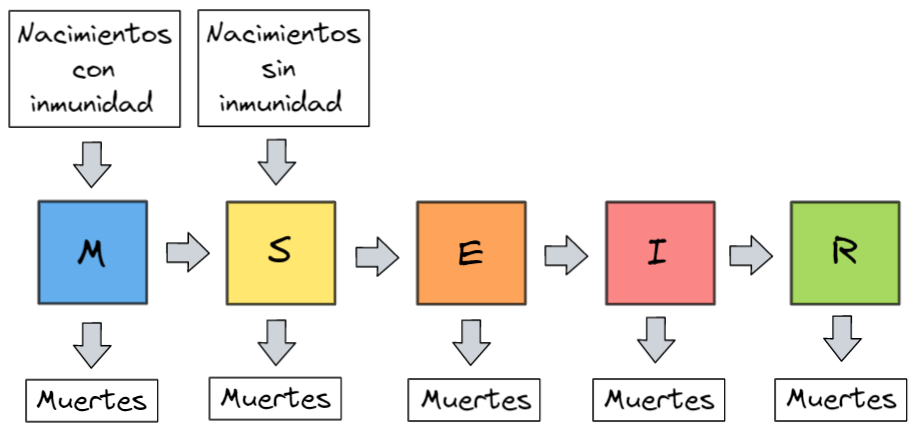 Nacimientos
con
inmunidad
Nacimientos
sin
inmunidad
M
S
E
I
R
Muertes
Muertes
Muertes
Muertes
Muertes